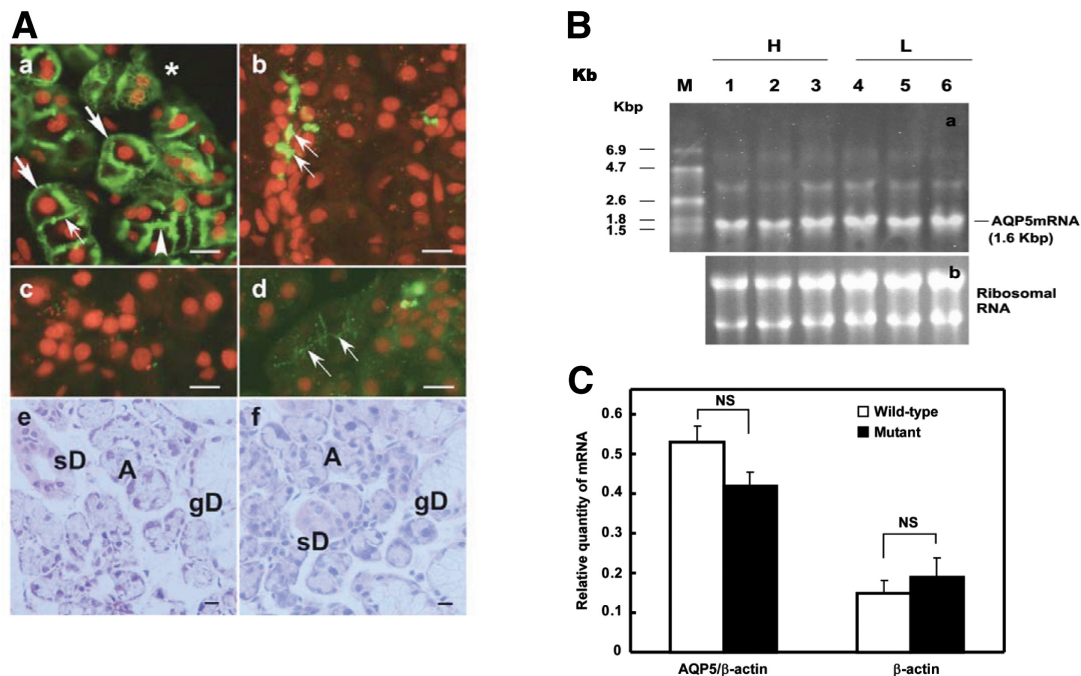 A
a
*
b
c
d
e
sD
A
gD
f
A
gD
sD
B
H L
Kb M 1 2 3 4 5 6
Kbp
a
6.9
4.7
2.6
1.8
1.5
AQP5mRNA
(1.6 Kbp)
b
Ribosomal
RNA
C
Relative quantity of mRNA
0.6
0.5
0.4
0.3
0.2
0.1
0
NS
NS
Wild-type
Mutant
AQP5/β-actin
β-actin